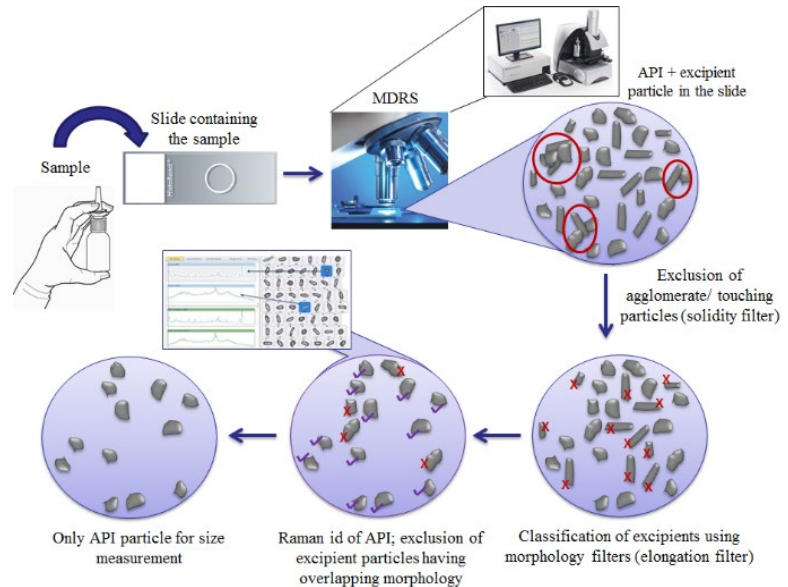 MDRS
API + excipient
particle in the slide
Slide containing
the sample
Sample
Exclusion of
agglomerate/ touching
particles (solidity filter)
Classification of excipients using
morphology filters (elongation filter)
Raman id of API; exclusion of
excipient particles having
overlapping morphology
Only API particle for size
measurement